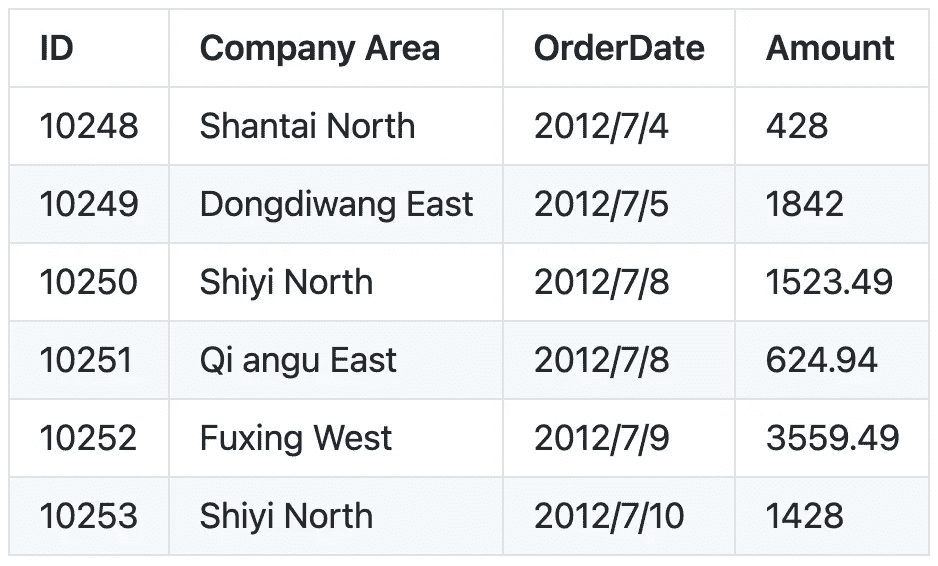 ID Company Area OrderDate Amount
10248 Shantai North 2012/7/4 428
10249 Dongdiwang East 2012/7/5 1842
10250 Shiyi North 2012/7/8 1523.49
10251 Qi angu East 2012/7/8 624.94
10252 Fuxing West 2012/7/9 3559.49
10253 Shiyi North 2012/7/10 1428